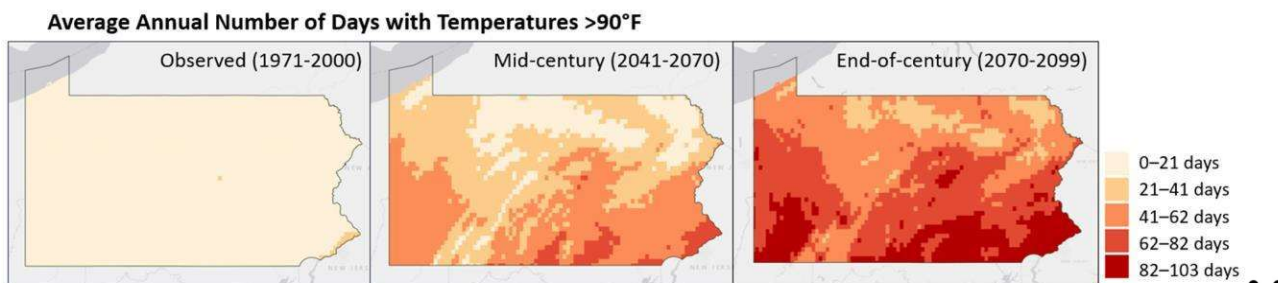 Average Annual Number of Days with Temperatures >90°F
Observed (1971-2000)
Mid-century (2041-2070)
End-of-century (2070-2099)
0–21 days
21–41 days
41–62 days
62–82 days
82–103 days